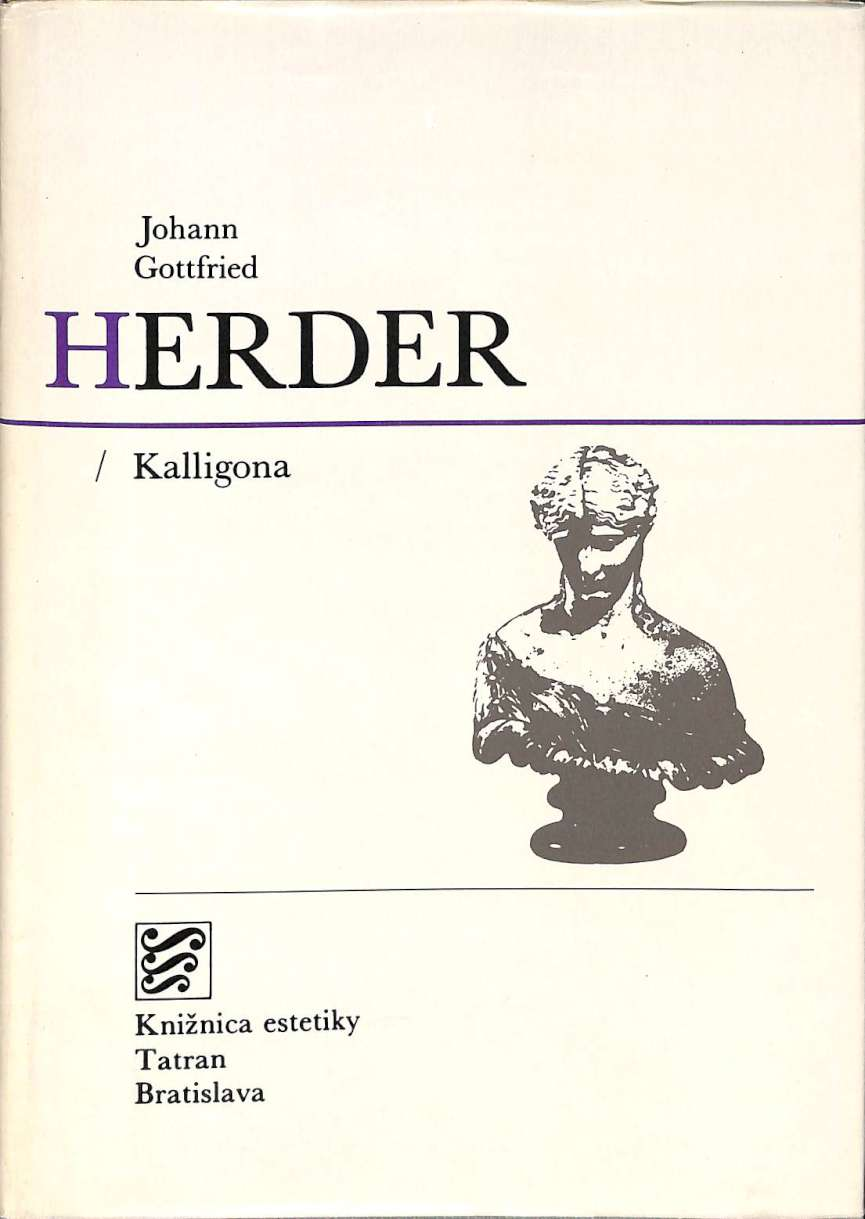 Johann
Gottfried
HERDER
/ Kalligona
Knižnica estetiky
Tatran
Bratislava